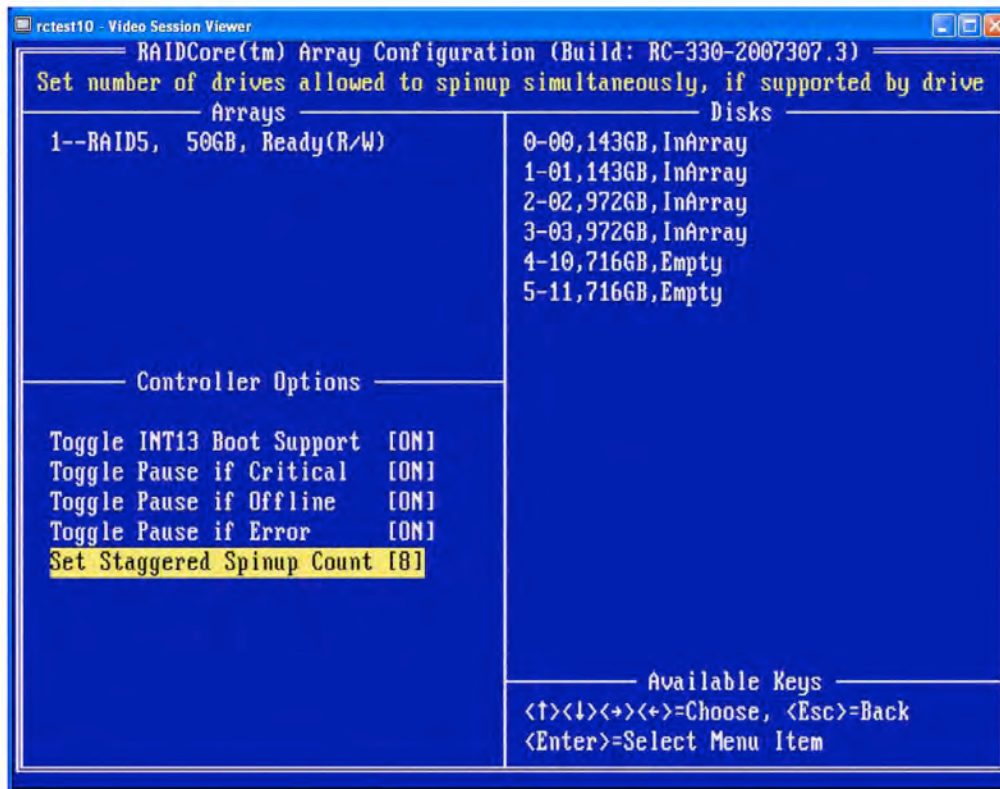 rctest10 - Video Session Viewer
RAIDCore(tm) Array Configuration (Build: RC-330-2007307.3)
Set number of drives allowed to spinup simultaneously, if supported by drive
Arrays
1--RAID5, 50GB, Ready(R/W)
Disks
0-00,143GB,InArray
1-01,143GB,InArray
2-02,972GB,InArray
3-03,972GB,InArray
4-10,716GB,Empty
5-11,716GB,Empty
Controller Options
Toggle INT13 Boot Support [ON]
Toggle Pause if Critical [ON]
Toggle Pause if Offline [ON]
Toggle Pause if Error [ON]
Set Staggered Spinup Count [8]
Available Keys
<↑><↓><→><←>=Choose, <Esc>=Back
<Enter>=Select Menu Item